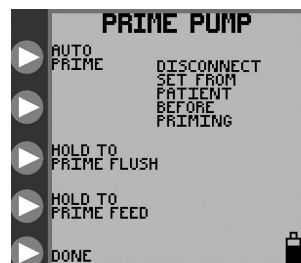 PRIME PUMP
AUTO
PRIME
DISCONNECT
SET FROM
PATIENT
BEFORE
PRIMING
HOLD TO
PRIME FLUSH
HOLD TO
PRIME FEED
DONE